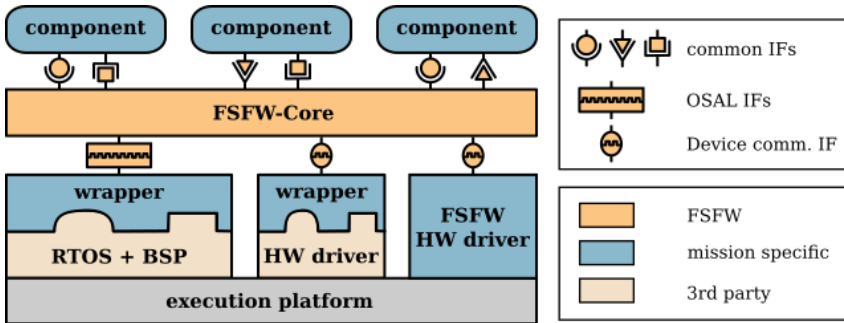 component component component
common IFs
OSAL IFs
Device comm. IF
FSFW-Core
wrapper wrapper
FSFW
HW driver
RTOS + BSP HW driver
execution platform
FSFW
mission specific
3rd party